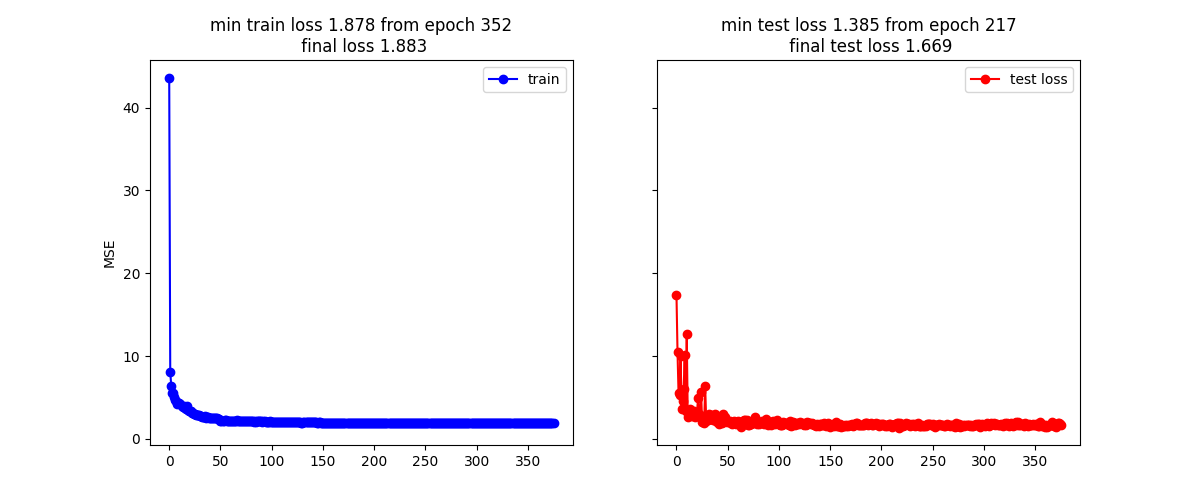 min train loss 1.878 from epoch 352
final loss 1.883
min test loss 1.385 from epoch 217
final test loss 1.669
train
test loss
MSE
40
30
20
10
0
0 50 100 150 200 250 300 350
0 50 100 150 200 250 300 350